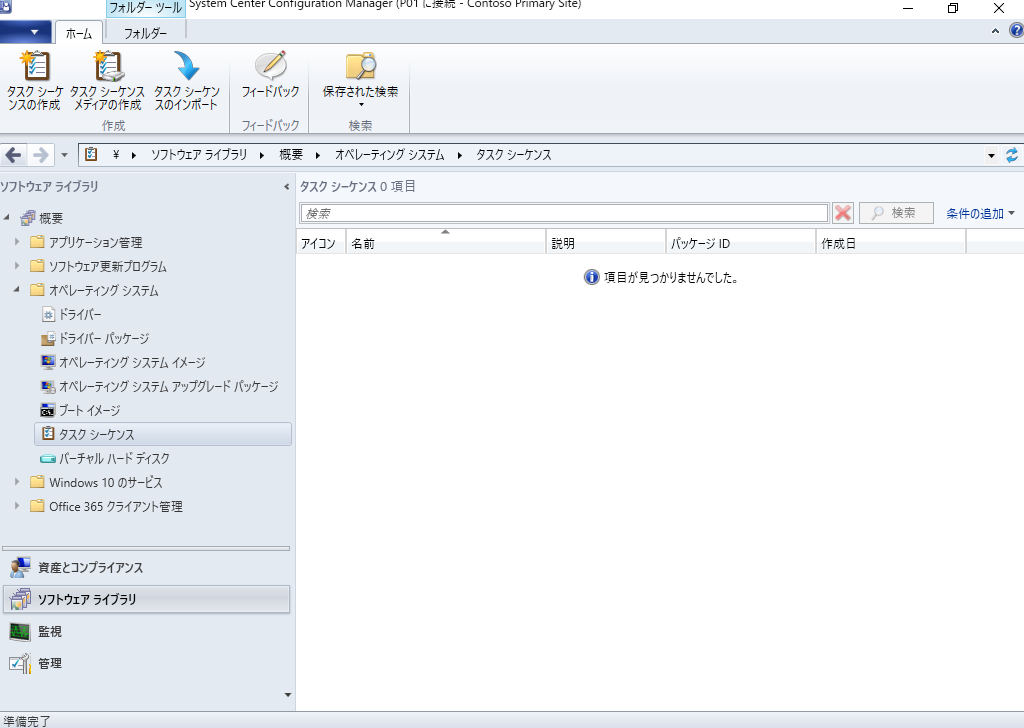 フォルダー ツール
System Center Configuration Manager (P01 に接続 - Contoso Primary Site)
ホーム
フォルダー
タスク シーケ
ンスの作成
タスク シーケンス
メディアの作成
タスク シーケン
スのインポート
フィードバック
保存された検索
作成
フィードバック
検索
¥ ▸ ソフトウェア ライブラリ ▸ 概要 ▸ オペレーティング システム ▸ タスク シーケンス
ソフトウェア ライブラリ
概要
アプリケーション管理
ソフトウェア更新プログラム
オペレーティング システム
ドライバー
ドライバー パッケージ
オペレーティング システム イメージ
オペレーティング システム アップグレード パッケージ
ブート イメージ
タスク シーケンス
バーチャル ハード ディスク
Windows 10 のサービス
Office 365 クライアント管理
資産とコンプライアンス
ソフトウェア ライブラリ
監視
管理
タスク シーケンス 0 項目
検索
検索
条件の追加
アイコン 名前 説明 パッケージ ID 作成日
項目が見つかりませんでした。
準備完了